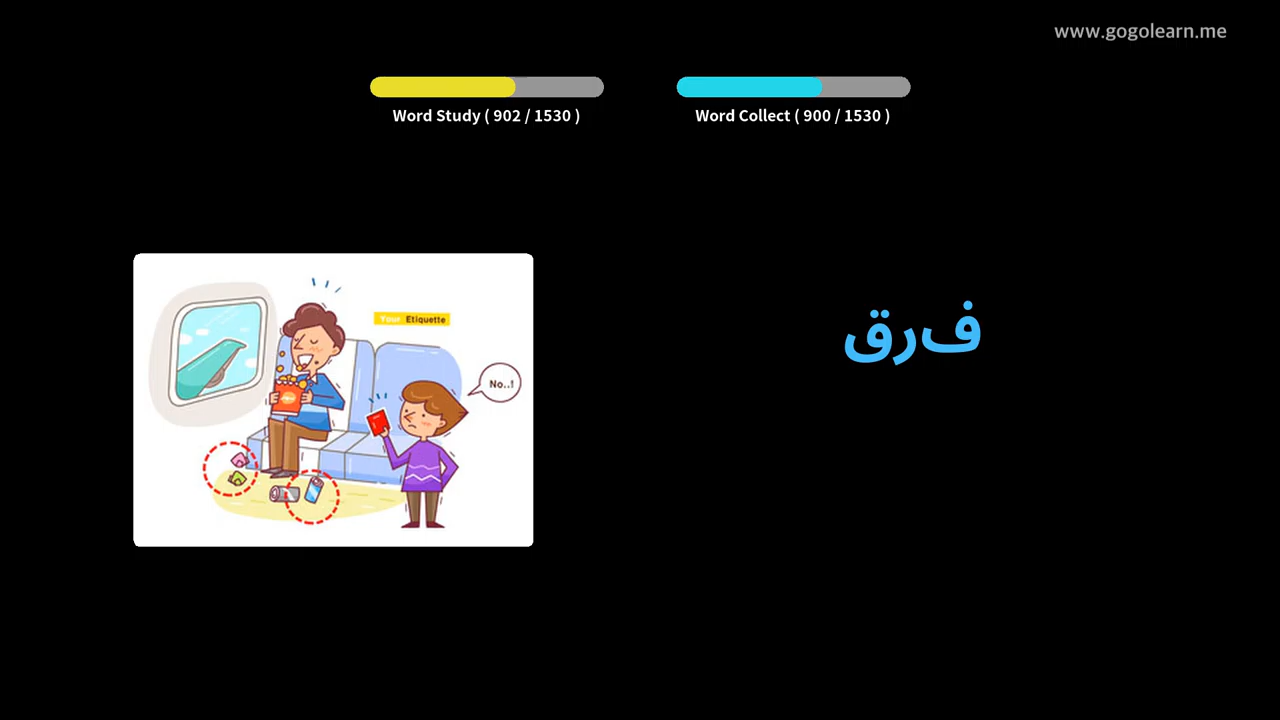 www.gogolearn.me
Word Study ( 902 / 1530 )
Word Collect ( 900 / 1530 )
Your Etiquette
No..!
فرق